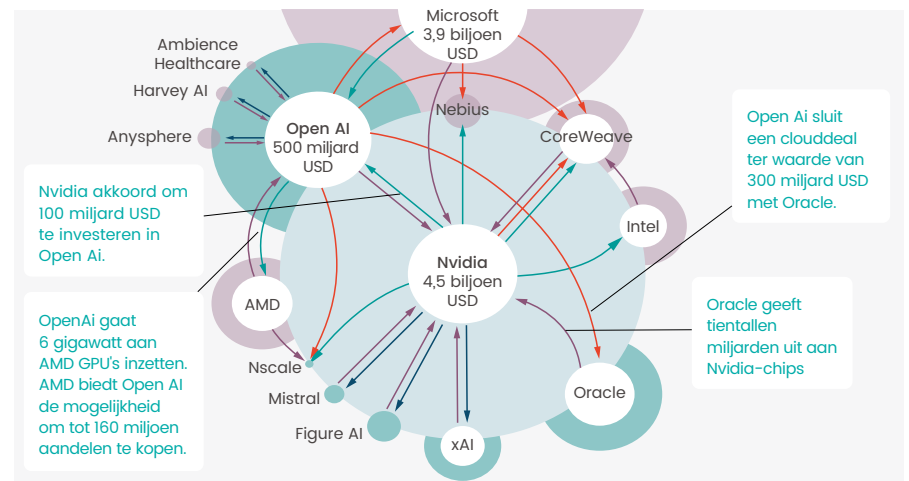 Microsoft
3,9 biljoen
USD
Ambience
Healthcare
Harvey AI
Anysphere
Open AI
500 miljard
USD
Nebius
CoreWeave
Open Ai sluit
een clouddeal
ter waarde van
300 miljard USD
met Oracle.
Nvidia akkoord om
100 miljard USD
te investeren in
Open Ai.
Intel
Nvidia
4,5 biljoen
USD
AMD
OpenAi gaat
6 gigawatt aan
AMD GPU's inzetten.
AMD biedt Open AI
de mogelijkheid
om tot 160 miljoen
aandelen te kopen.
Oracle geeft
tientallen
miljarden uit aan
Nvidia-chips
Nscale
Mistral
Figure AI
xAI
Oracle